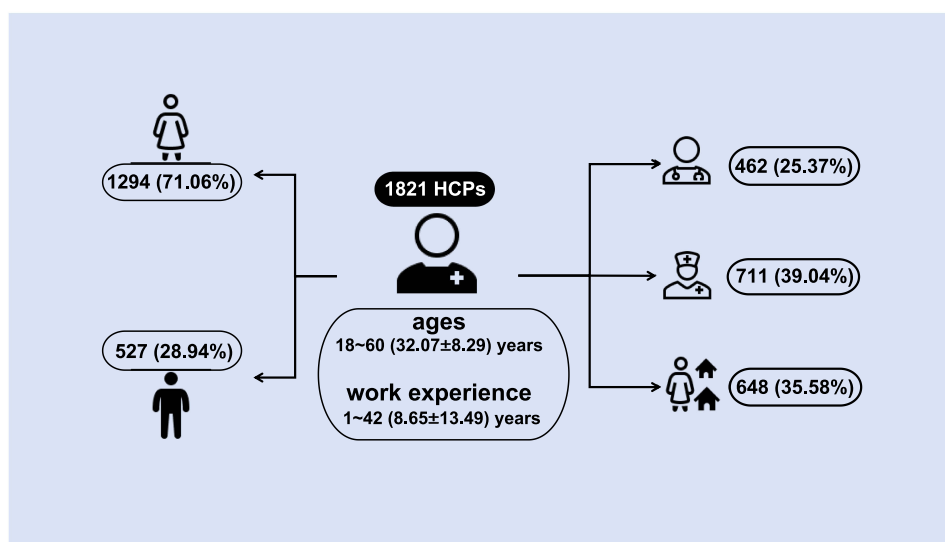 1294 (71.06%)
527 (28.94%)
1821 HCPs
ages
18~60 (32.07±8.29) years
work experience
1~42 (8.65±13.49) years
462 (25.37%)
711 (39.04%)
648 (35.58%)